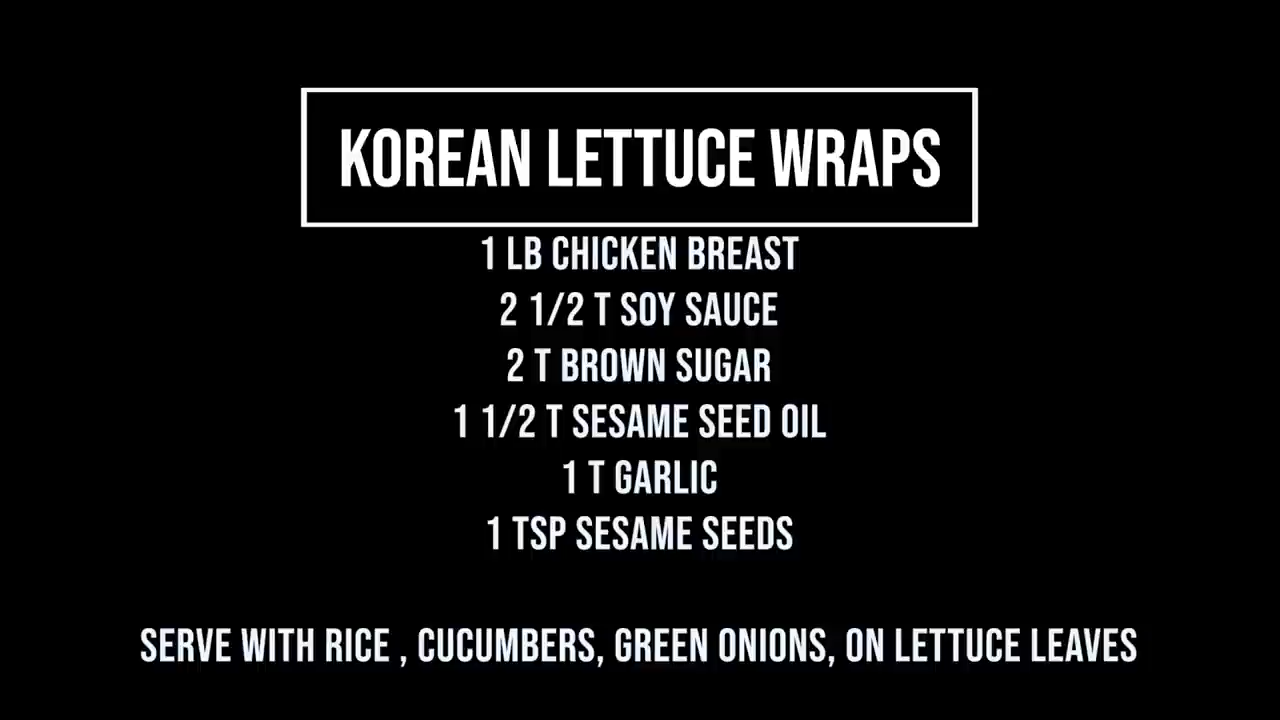 KOREAN LETTUCE WRAPS
1 LB CHICKEN BREAST
2 1/2 T SOY SAUCE
2 T BROWN SUGAR
1 1/2 T SESAME SEED OIL
1 T GARLIC
1 TSP SESAME SEEDS
SERVE WITH RICE , CUCUMBERS, GREEN ONIONS, ON LETTUCE LEAVES